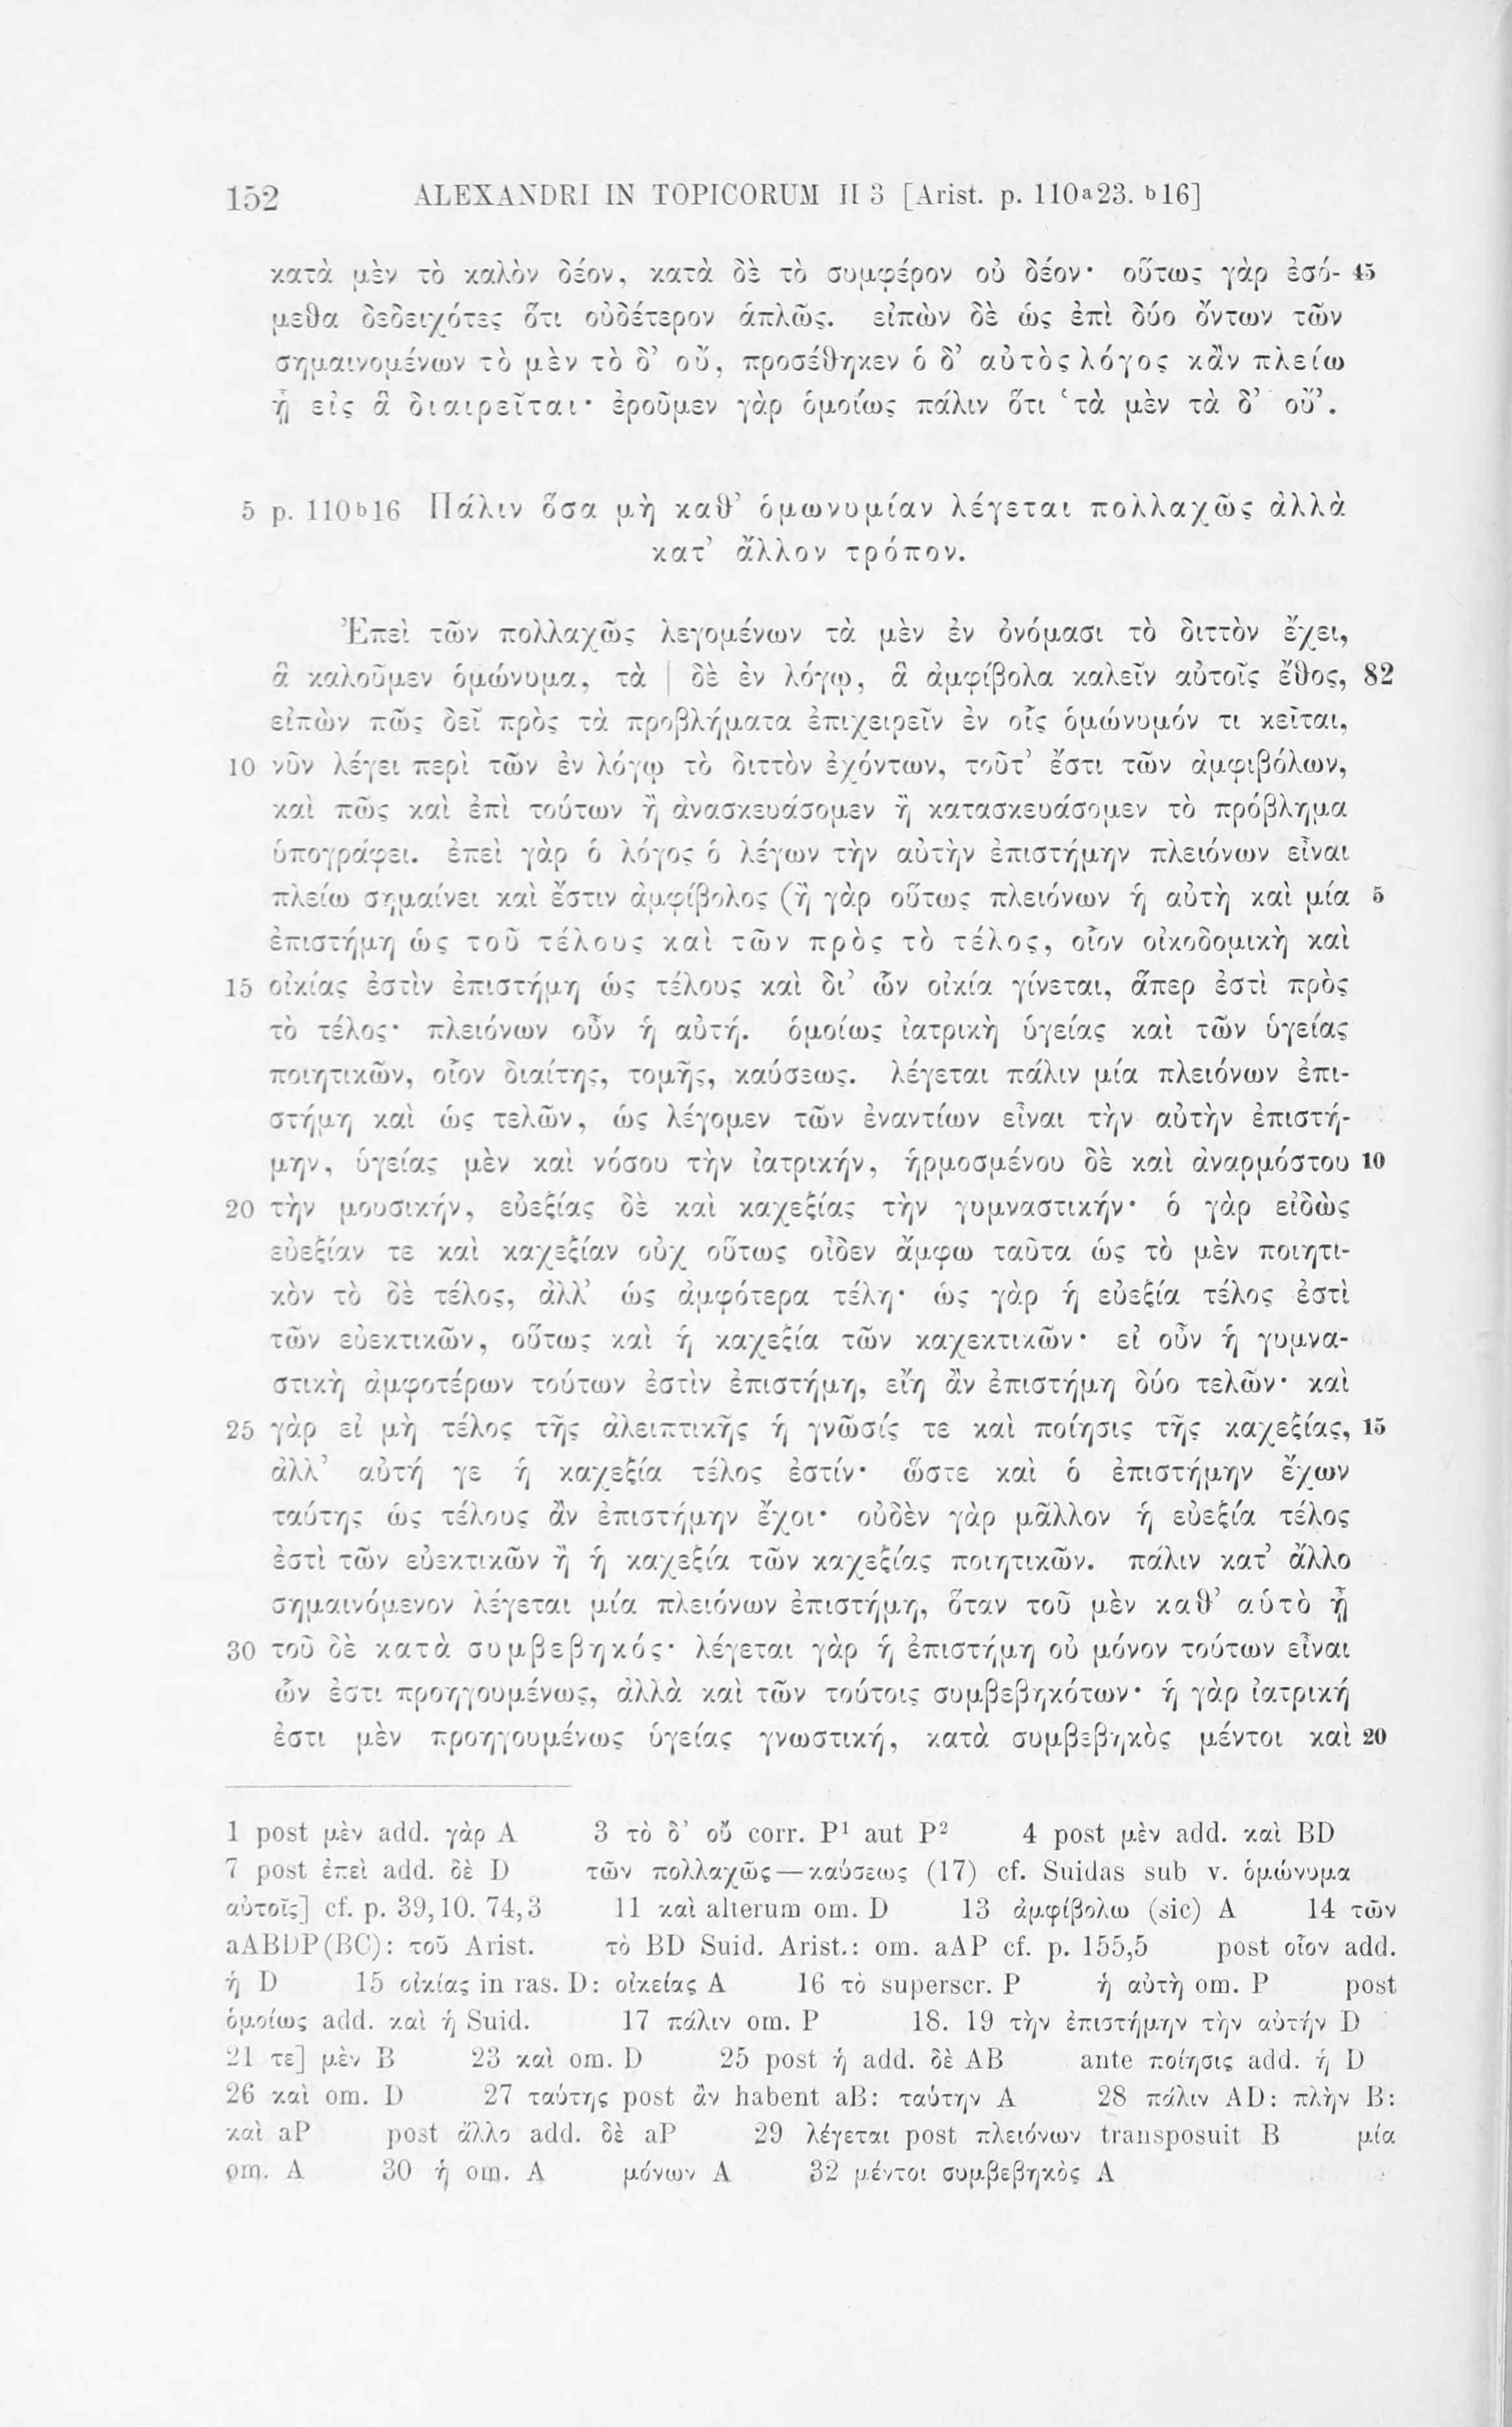 152 ALEXANDRI IN TOPICORUM II 3 [Arist. p. 110a23. b16]
κατὰ μὲν τὸ καλὸν δέον, κατὰ δὲ τὸ συμφέρον οὐ δέον· οὕτως γὰρ ἐσό- 45
μεθα δεδειχότες ὅτι οὐδέτερον ἁπλῶς. εἰπὼν δὲ ὡς ἐπὶ δύο ὄντων τῶν
σημαινομένων τὸ μὲν τὸ δ’ οὔ, προσέθηκεν ὁ δ’ αὐτὸς λόγος κἂν πλείω
ᾖ εἰς ἃ διαιρεῖται· ἐροῦμεν γὰρ ὁμοίως πάλιν ὅτι ‘τὰ μὲν τὰ δ’ οὔ’.
5 p. 110b16 Πάλιν ὅσα μὴ καθ’ ὁμωνυμίαν λέγεται πολλαχῶς ἀλλὰ
κατ’ ἄλλον τρόπον.
Ἐπεὶ τῶν πολλαχῶς λεγομένων τὰ μὲν ἐν ὀνόμασι τὸ διττὸν ἔχει,
ἃ καλοῦμεν ὁμώνυμα, τὰ | δὲ ἐν λόγῳ, ἃ ἀμφίβολα καλεῖν αὐτοῖς ἔθος, 82
εἰπὼν πῶς δεῖ πρὸς τὰ προβλήματα ἐπιχειρεῖν ἐν οἷς ὁμώνυμόν τι κεῖται,
10 νῦν λέγει περὶ τῶν ἐν λόγῳ τὸ διττὸν ἐχόντων, τοῦτ’ ἔστι τῶν ἀμφιβόλων,
καὶ πῶς καὶ ἐπὶ τούτων ἢ ἀνασκευάσομεν ἢ κατασκευάσομεν τὸ πρόβλημα
ὑπογράφει. ἐπεὶ γὰρ ὁ λόγος ὁ λέγων τὴν αὐτὴν ἐπιστήμην πλειόνων εἶναι
πλείω σημαίνει καὶ ἔστιν ἀμφίβολος (ἢ γὰρ οὕτως πλειόνων ἡ αὐτὴ καὶ μία 5
ἐπιστήμη ὡς τοῦ τέλους καὶ τῶν πρὸς τὸ τέλος, οἷον οἰκοδομικὴ καὶ
15 οἰκίας ἐστὶν ἐπιστήμη ὡς τέλους καὶ δι’ ὧν οἰκία γίνεται, ἅπερ ἐστὶ πρὸς
τὸ τέλος· πλειόνων οὖν ἡ αὐτή. ὁμοίως ἰατρικὴ ὑγείας καὶ τῶν ὑγείας
ποιητικῶν, οἷον διαίτης, τομῆς, καύσεως. λέγεται πάλιν μία πλειόνων ἐπι-
στήμη καὶ ὡς τελῶν, ὡς λέγομεν τῶν ἐναντίων εἶναι τὴν αὐτὴν ἐπιστή-
μην, ὑγείας μὲν καὶ νόσου τὴν ἰατρικήν, ἡρμοσμένου δὲ καὶ ἀναρμόστου 10
20 τὴν μουσικήν, εὐεξίας δὲ καὶ καχεξίας τὴν γυμναστικήν· ὁ γὰρ εἰδὼς
εὐεξίαν τε καὶ καχεξίαν οὐχ οὕτως οἶδεν ἄμφω ταῦτα ὡς τὸ μὲν ποιητι-
κὸν τὸ δὲ τέλος, ἀλλ’ ὡς ἀμφότερα τέλη· ὡς γὰρ ἡ εὐεξία τέλος ἐστὶ
τῶν εὐεκτικῶν, οὕτως καὶ ἡ καχεξία τῶν καχεκτικῶν· εἰ οὖν ἡ γυμνα-
στικὴ ἀμφοτέρων τούτων ἐστὶν ἐπιστήμη, εἴη ἂν ἐπιστήμη δύο τελῶν· καὶ
25 γὰρ εἰ μὴ τέλος τῆς ἀλειπτικῆς ἡ γνῶσίς τε καὶ ποίησις τῆς καχεξίας, 15
ἀλλ’ αὐτή γε ἡ καχεξία τέλος ἐστίν· ὥστε καὶ ὁ ἐπιστήμην ἔχων
ταύτης ὡς τέλους ἂν ἐπιστήμην ἔχοι· οὐδὲν γὰρ μᾶλλον ἡ εὐεξία τέλος
ἐστὶ τῶν εὐεκτικῶν ἢ ἡ καχεξία τῶν καχεξίας ποιητικῶν. πάλιν κατ’ ἄλλο
σημαινόμενον λέγεται μία πλειόνων ἐπιστήμη, ὅταν τοῦ μὲν καθ’ αὑτὸ ᾖ
30 τοῦ δὲ κατὰ συμβεβηκός· λέγεται γὰρ ἡ ἐπιστήμη οὐ μόνον τούτων εἶναι
ὧν ἐστι προηγουμένως, ἀλλὰ καὶ τῶν τούτοις συμβεβηκότων· ἡ γὰρ ἰατρική
ἐστι μὲν προηγουμένως ὑγείας γνωστική, κατὰ συμβεβηκὸς μέντοι καὶ 20
1 post μὲν add. γὰρ A 3 τὸ δ’ οὔ corr. P¹ aut P² 4 post μὲν add. καὶ BD
7 post ἐπεὶ add. δὲ D τῶν πολλαχῶς—καύσεως (17) cf. Suidas sub v. ὁμώνυμα
αὐτοῖς] cf. p. 39,10. 74,3 11 καὶ alterum om. D 13 ἀμφίβολω (sic) A 14 τῶν
aABDP(BC): τοῦ Arist. τὸ BD Suid. Arist.: om. aAP cf. p. 155,5 post οἷον add.
ἡ D 15 οἰκίας in ras. D: οἰκείας A 16 τὸ superscr. P ἡ αὐτὴ om. P post
ὁμοίως add. καὶ ἡ Suid. 17 πάλιν om. P 18. 19 τὴν ἐπιστήμην τὴν αὐτήν D
21 τε] μὲν B 23 καὶ om. D 25 post ἡ add. δὲ AB ante ποίησις add. ἡ D
26 καὶ om. D 27 ταύτης post ἂν habent aB: ταύτην A 28 πάλιν AD: πλὴν B:
καὶ aP post ἄλλο add. δὲ aP 29 λέγεται post πλειόνων transposuit B μία
om. A 30 ἡ om. A μόνων A 32 μέντοι συμβεβηκὸς A